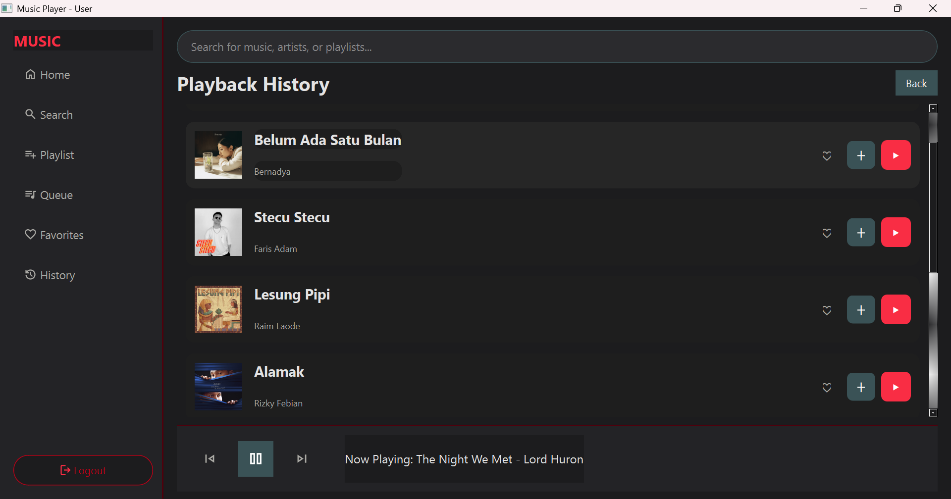 Music Player - User
MUSIC
Home
Search
Playlist
Queue
Favorites
History
Logout
Search for music, artists, or playlists...
Playback History
Back
Belum Ada Satu Bulan
Bernadya
Stecu Stecu
Faris Adam
Lesung Pipi
Raim Laode
Alamak
Rizky Febian
Now Playing: The Night We Met - Lord Huron